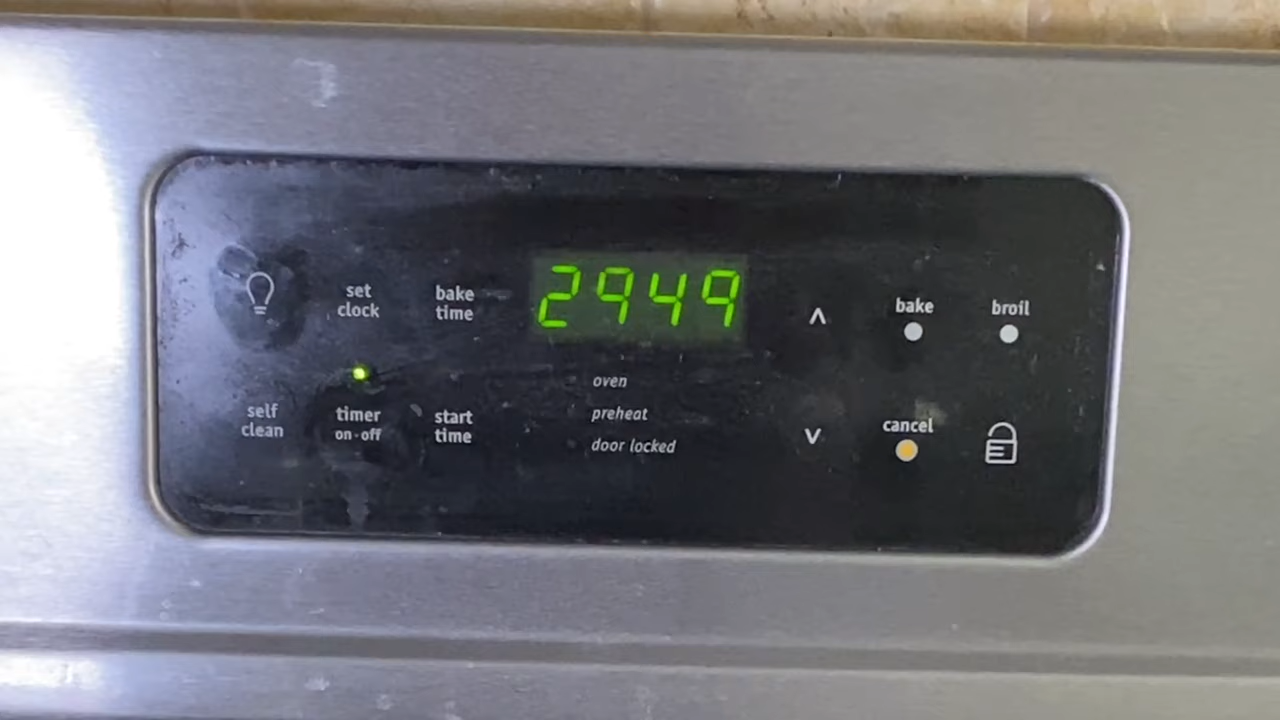 set clock
bake time
2949
bake
broil
self clean
timer
on-off
start time
oven
preheat
door locked
cancel